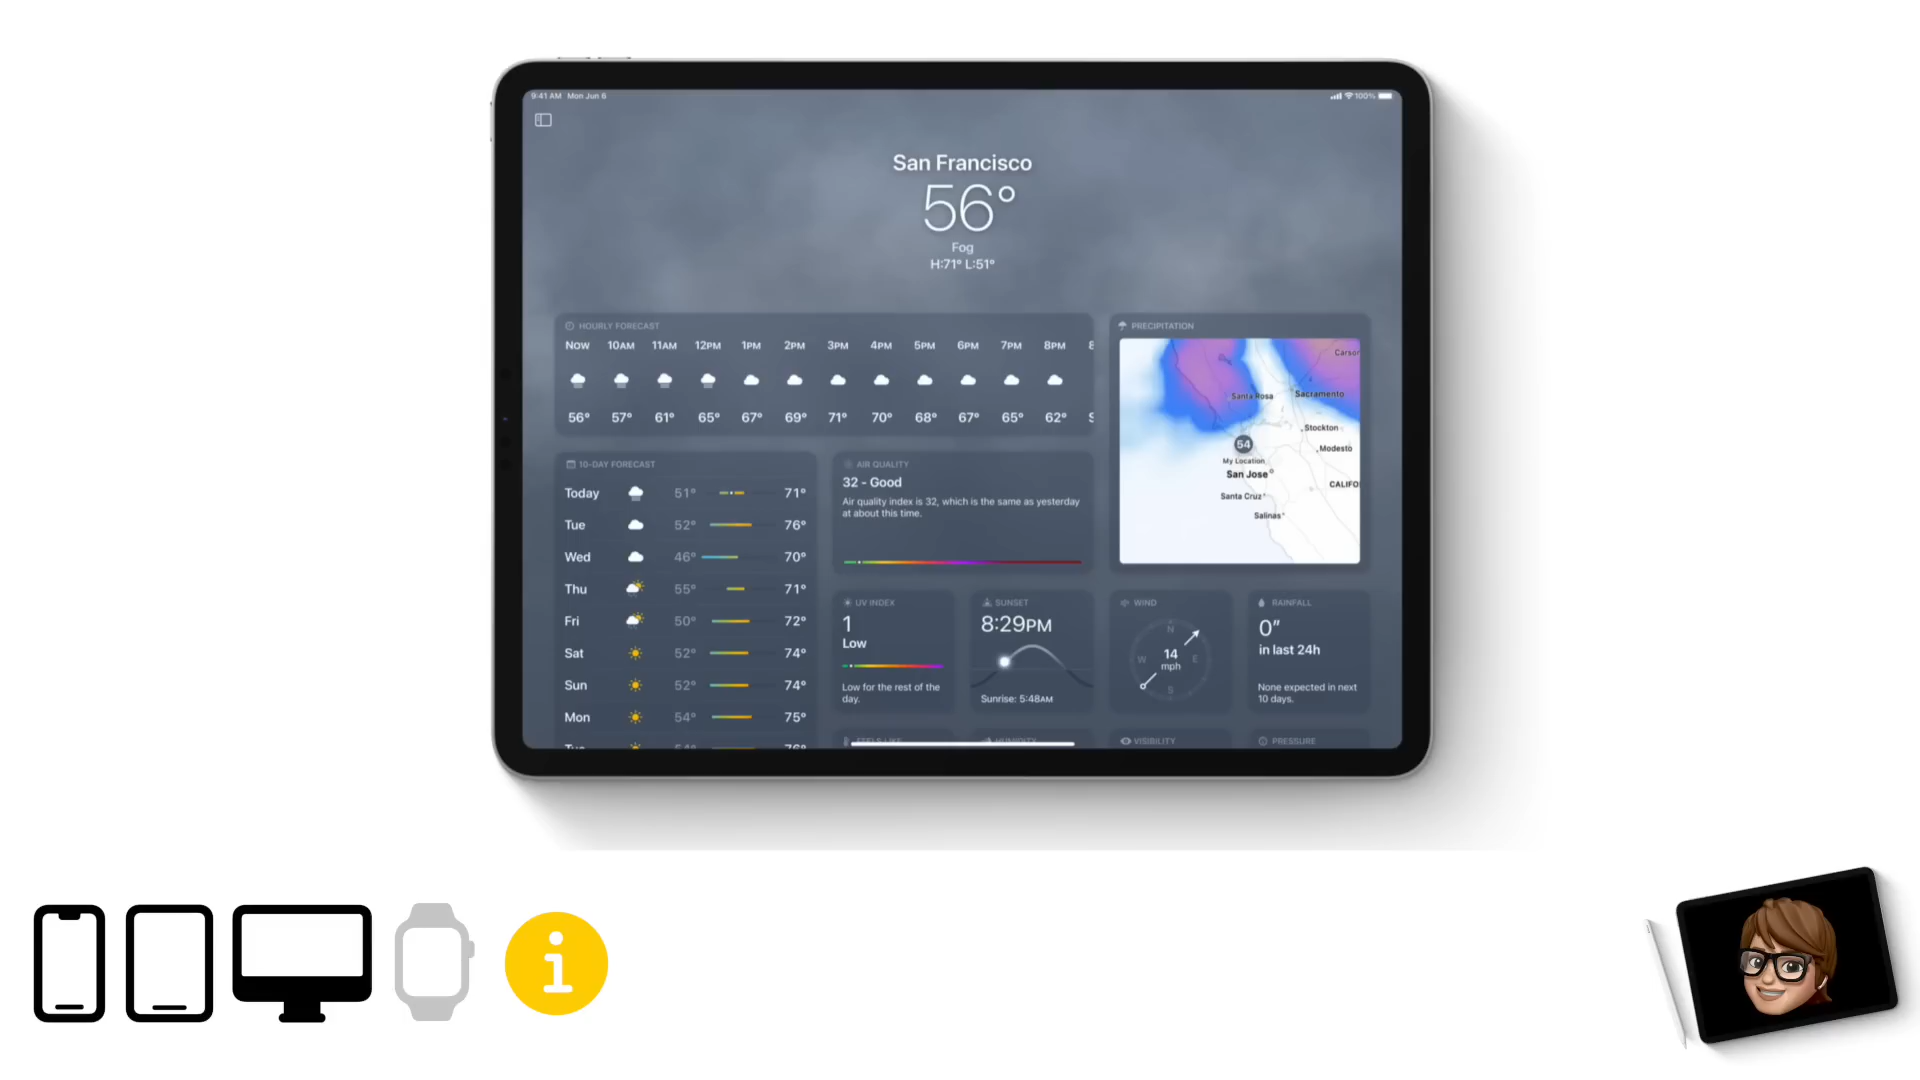 9:41 AM Mon Jun 6
100%
San Francisco
56°
Fog
H:71° L:51°
HOURLY FORECAST
Now 10AM 11AM 12PM 1PM 2PM 3PM 4PM 5PM 6PM 7PM 8PM
56° 57° 61° 65° 67° 69° 71° 70° 68° 67° 65° 62°
PRECIPITATION
Santa Rosa
Sacramento
Stockton
Modesto
54
My Location
San Jose
Santa Cruz
Salinas
10-DAY FORECAST
Today 51° 71°
Tue 52° 76°
Wed 46° 70°
Thu 55° 71°
Fri 50° 72°
Sat 52° 74°
Sun 52° 74°
Mon 54° 75°
AIR QUALITY
32 - Good
Air quality index is 32, which is the same as yesterday
at about this time.
UV INDEX
1
Low
Low for the rest of the
day.
SUNSET
8:29PM
Sunrise: 5:48AM
WIND
N
W E
S
14
mph
RAINFALL
0”
in last 24h
None expected in next
10 days.
VISIBILITY
PRESSURE